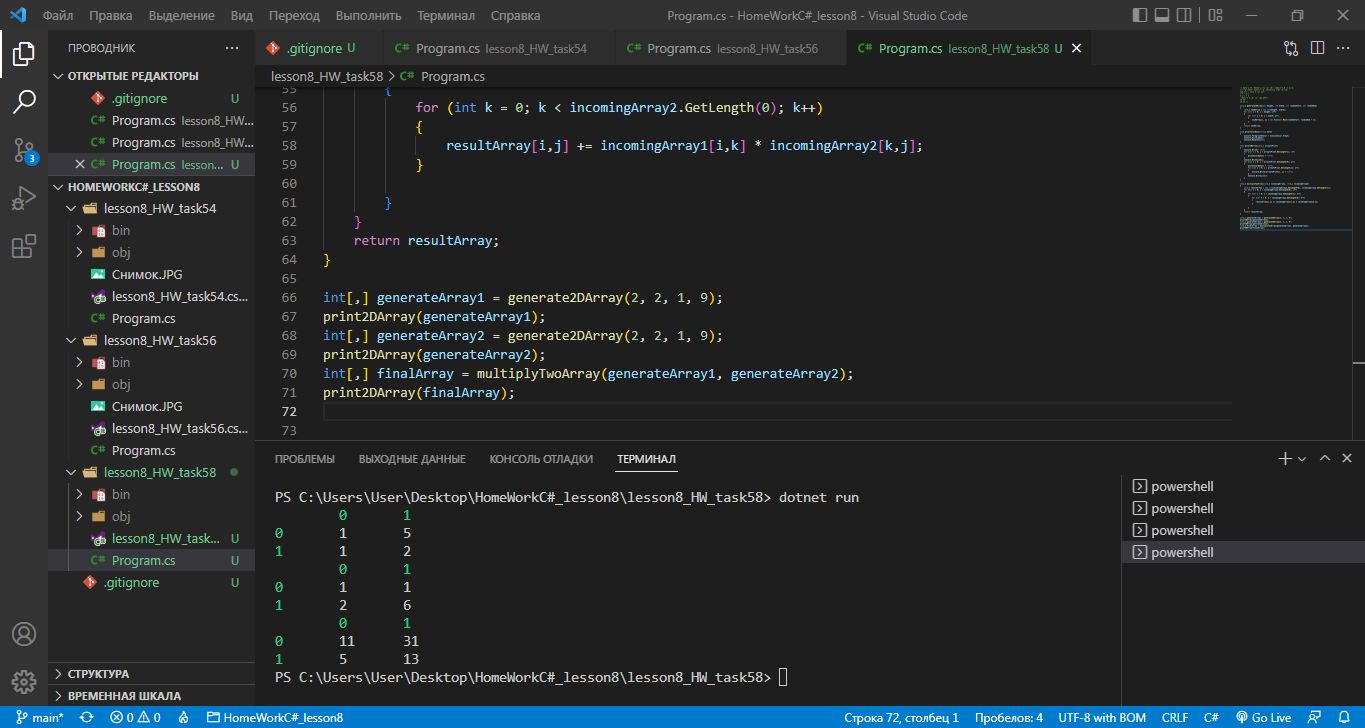 Файл Правка Выделение Вид Переход Выполнить Терминал Справка Program.cs - HomeWorkC#_lesson8 - Visual Studio Code
ПРОВОДНИК
.gitignore U Program.cs lesson8_HW_task54 Program.cs lesson8_HW_task56 Program.cs lesson8_HW_task58 U
lesson8_HW_task58 > Program.cs
ОТКРЫТЫЕ РЕДАКТОРЫ
.gitignore U
Program.cs lesson8_HW...
Program.cs lesson8_HW...
Program.cs lesson... U
3
HOMEWORKC#_LESSON8
lesson8_HW_task54
bin
obj
Снимок.JPG
lesson8_HW_task54.cs...
Program.cs
lesson8_HW_task56
bin
obj
Снимок.JPG
lesson8_HW_task56.cs...
Program.cs
lesson8_HW_task58
bin
obj
lesson8_HW_task... U
Program.cs U
.gitignore U
СТРУКТУРА
ВРЕМЕННАЯ ШКАЛА
55 {
56 for (int k = 0; k < incomingArray2.GetLength(0); k++)
57 {
58 resultArray[i,j] += incomingArray1[i,k] * incomingArray2[k,j];
59 }
60
61 }
62 }
63 return resultArray;
64 }
65
66 int[,] generateArray1 = generate2DArray(2, 2, 1, 9);
67 print2DArray(generateArray1);
68 int[,] generateArray2 = generate2DArray(2, 2, 1, 9);
69 print2DArray(generateArray2);
70 int[,] finalArray = multiplyTwoArray(generateArray1, generateArray2);
71 print2DArray(finalArray);
72
73
ПРОБЛЕМЫ ВЫХОДНЫЕ ДАННЫЕ КОНСОЛЬ ОТЛАДКИ ТЕРМИНАЛ
PS C:\Users\User\Desktop\HomeWorkC#_lesson8\lesson8_HW_task58> dotnet run
0 1
0 1 5
1 1 2
0 1
0 1 1
1 2 6
0 1
0 11 31
1 5 13
PS C:\Users\User\Desktop\HomeWorkC#_lesson8\lesson8_HW_task58>
powershell
powershell
powershell
powershell
main* 0 0 HomeWorkC#_lesson8 Строка 72, столбец 1 Пробелов: 4 UTF-8 with BOM CRLF C# Go Live